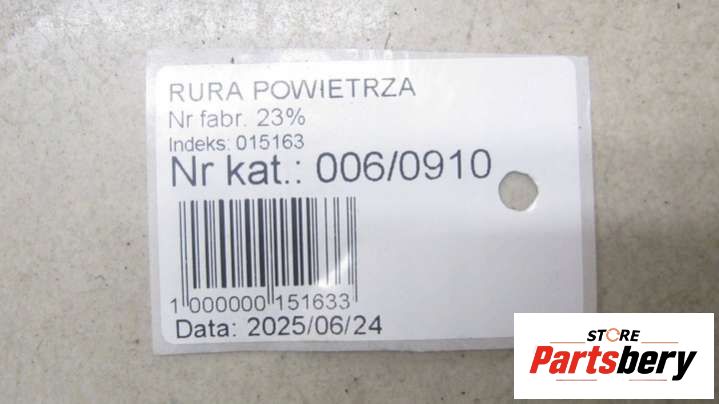 RURA POWIETRZA
Nr fabr. 23%
Indeks: 015163
Nr kat.: 006/0910
1 000000 151633
Data: 2025/06/24
STORE
Partsbery